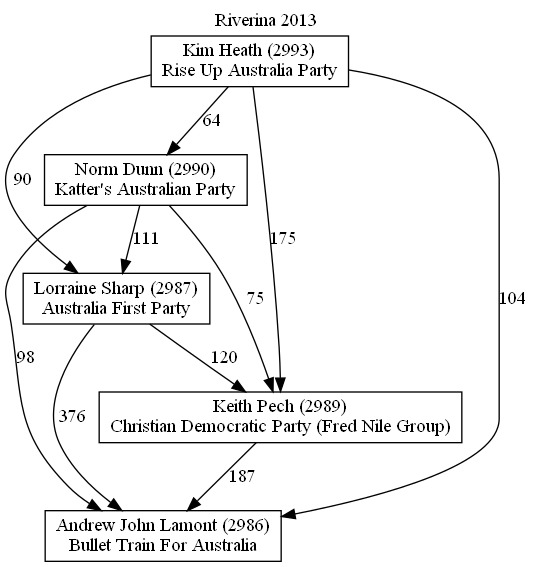 Riverina 2013
Kim Heath (2993)
Rise Up Australia Party
64
Norm Dunn (2990)
Katter's Australian Party
90
111
175
Lorraine Sharp (2987)
Australia First Party
75
104
98
120
376
Keith Pech (2989)
Christian Democratic Party (Fred Nile Group)
187
Andrew John Lamont (2986)
Bullet Train For Australia